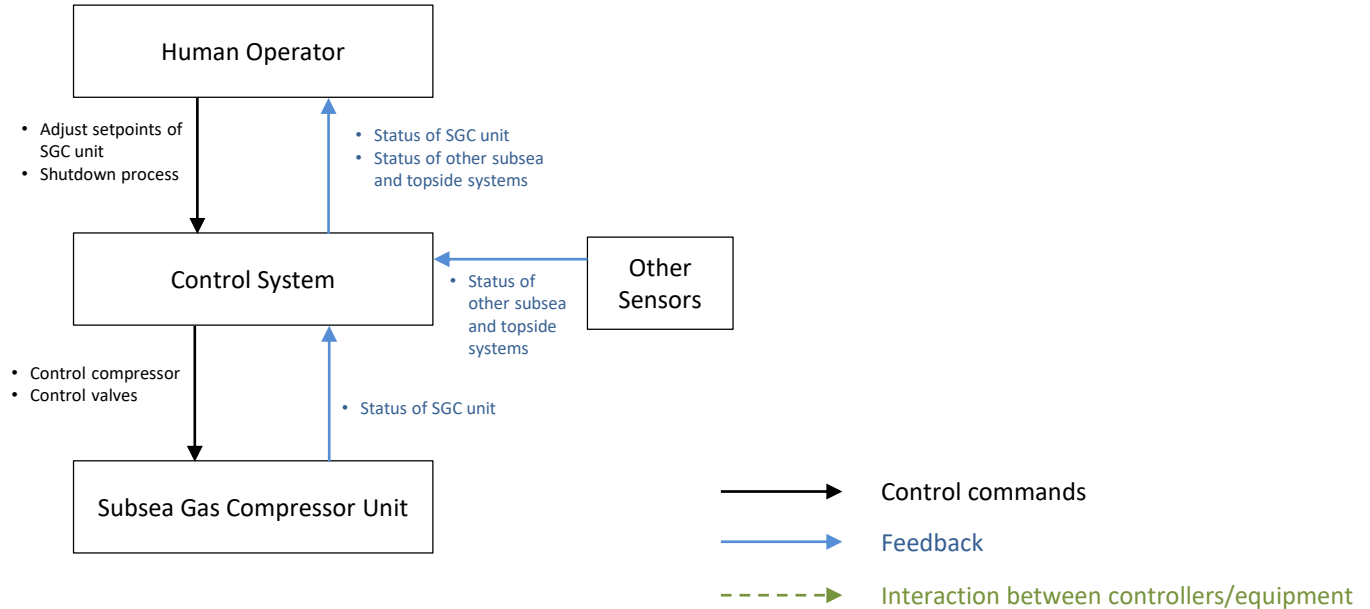 Human Operator
• Adjust setpoints of
SGC unit
• Shutdown process
• Status of SGC unit
• Status of other subsea
and topside systems
Control System
Other
Sensors
• Status of
other subsea
and topside
systems
• Control compressor
• Control valves
• Status of SGC unit
Subsea Gas Compressor Unit
Control commands
Feedback
Interaction between controllers/equipment